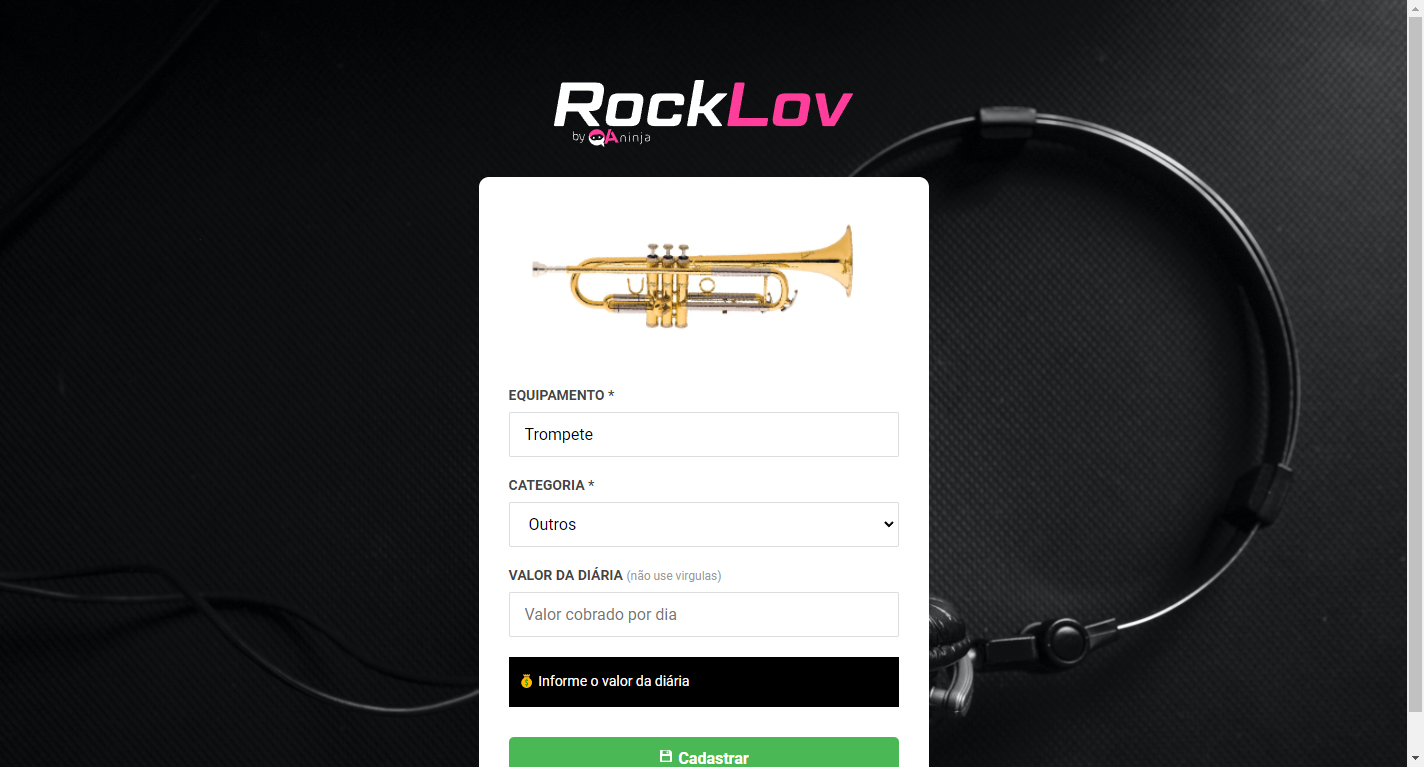 RockLov
by QAninja
EQUIPAMENTO *
Trompete
CATEGORIA *
Outros
VALOR DA DIÁRIA (não use virgulas)
Valor cobrado por dia
💰 Informe o valor da diária
Cadastrar